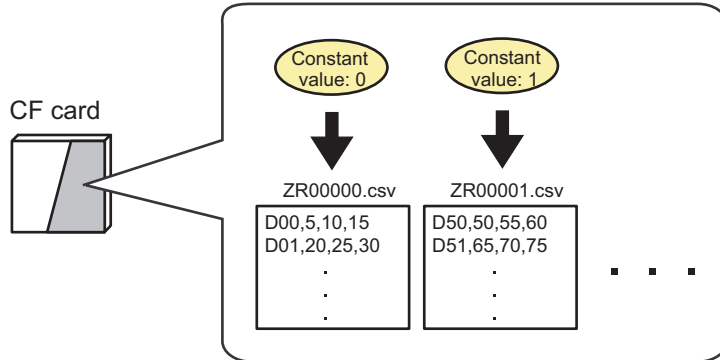 Constant
value: 0
Constant
value: 1
CF card
ZR00000.csv
ZR00001.csv
D00,5,10,15
D01,20,25,30
.
.
.
D50,50,55,60
D51,65,70,75
.
.
.
. . .